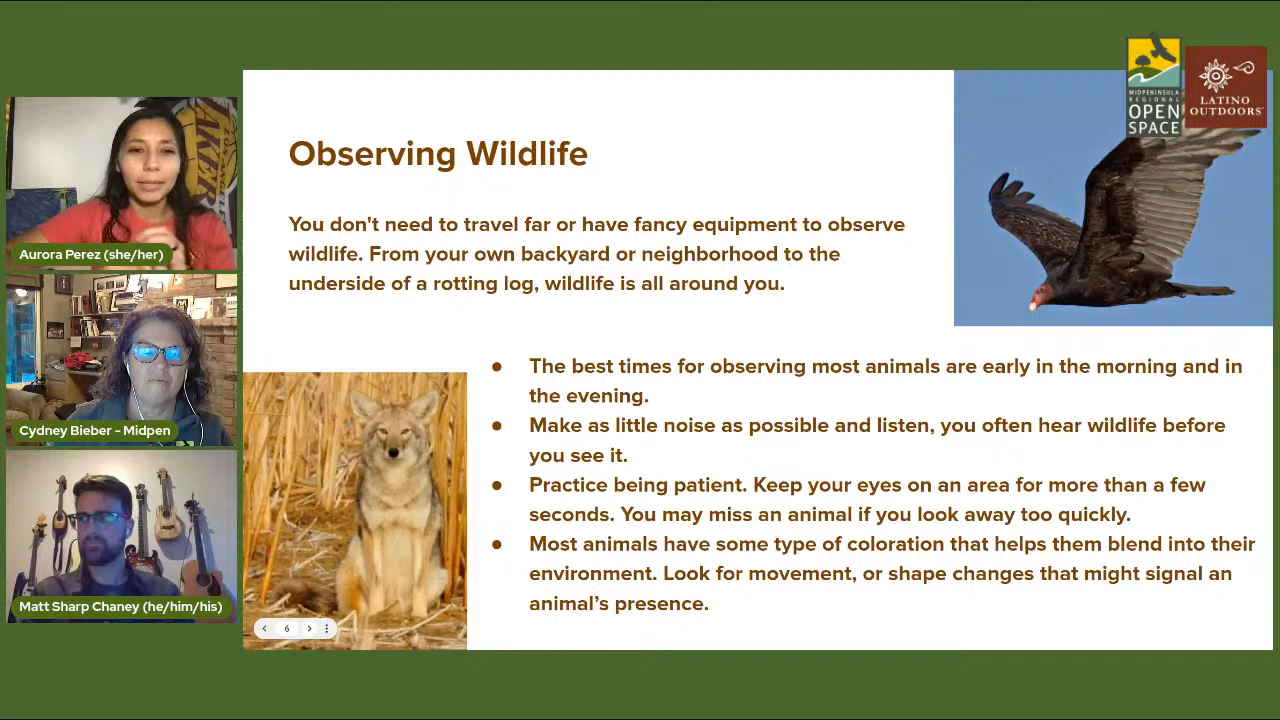 LAKERS
Aurora Perez (she/her)
Cydney Bieber - Midpen
Matt Sharp Chaney (he/him/his)
MIDPENINSULA
REGIONAL
OPEN
SPACE
LATINO
OUTDOORS
Observing Wildlife
You don't need to travel far or have fancy equipment to observe
wildlife. From your own backyard or neighborhood to the
underside of a rotting log, wildlife is all around you.
● The best times for observing most animals are early in the morning and in
the evening.
● Make as little noise as possible and listen, you often hear wildlife before
you see it.
● Practice being patient. Keep your eyes on an area for more than a few
seconds. You may miss an animal if you look away too quickly.
● Most animals have some type of coloration that helps them blend into their
environment. Look for movement, or shape changes that might signal an
animal’s presence.
6